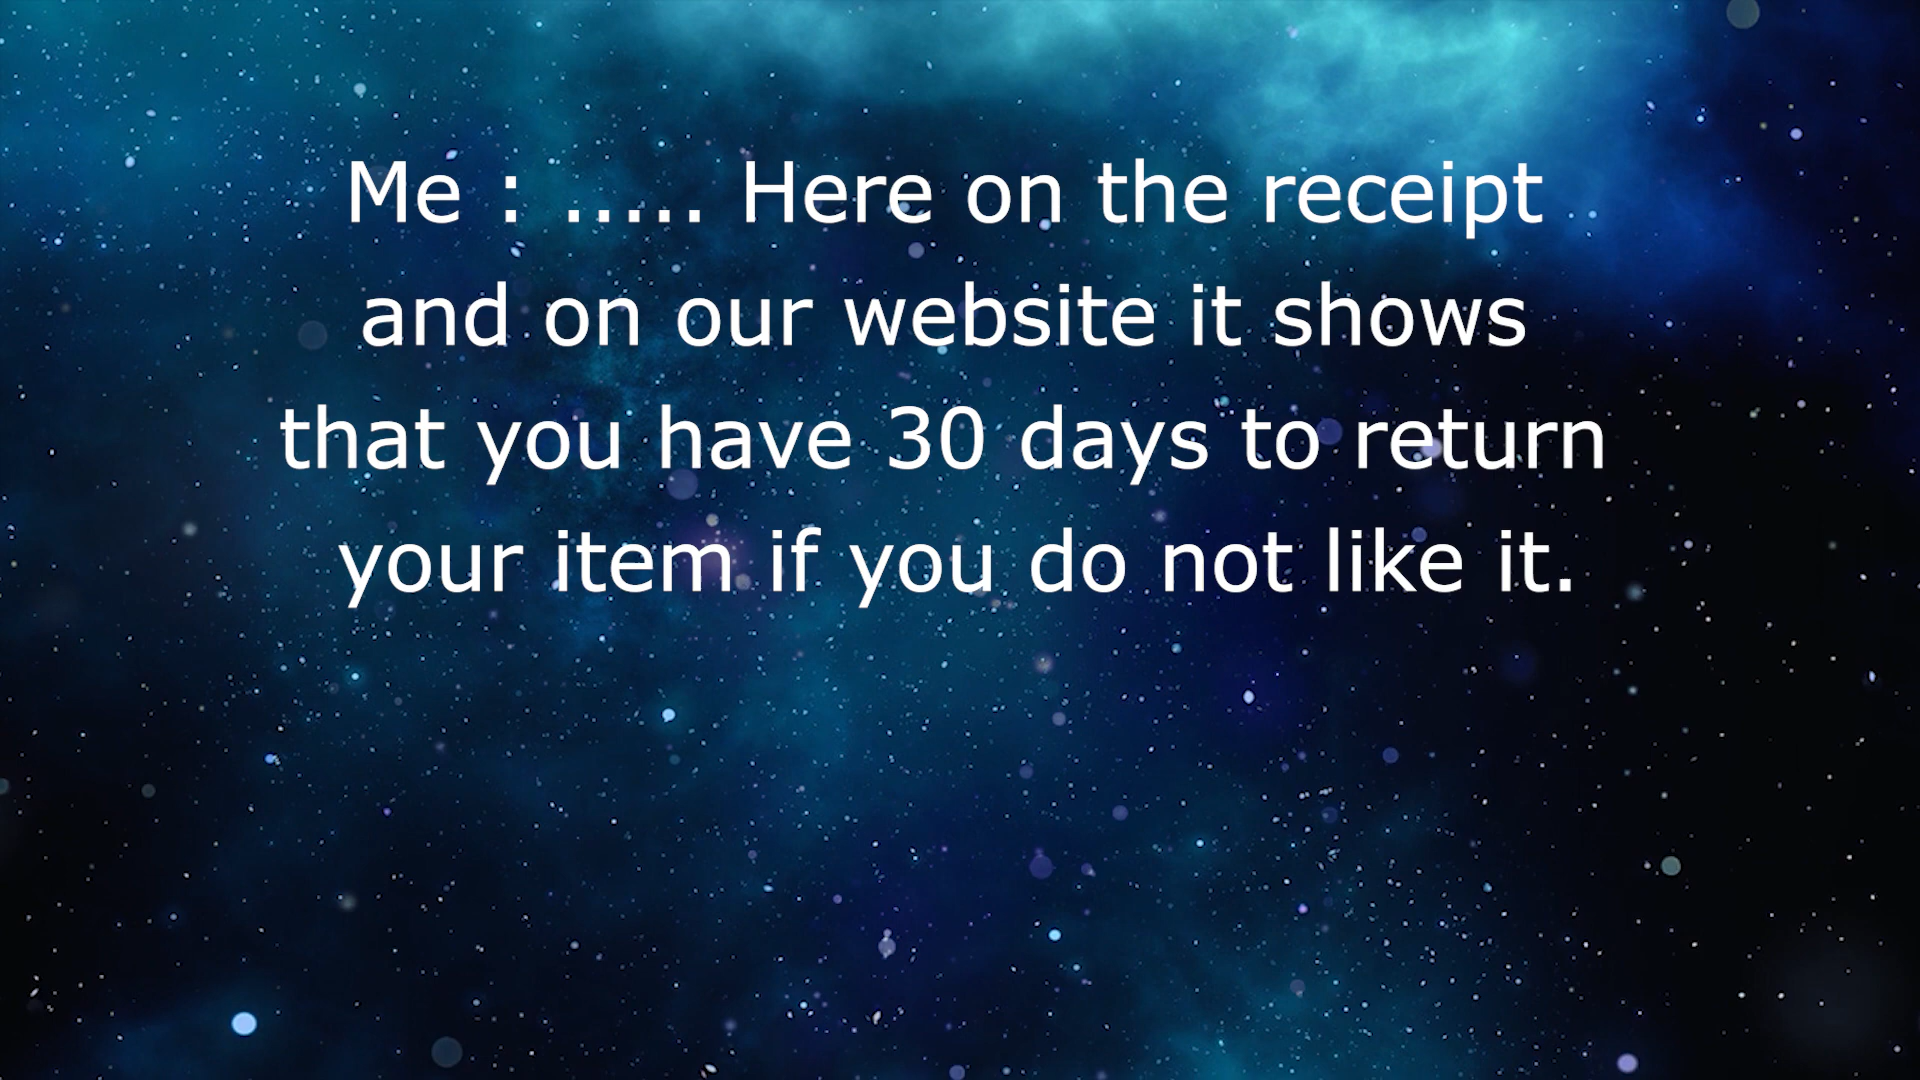 Me : ..... Here on the receipt
and on our website it shows
that you have 30 days to return
your item if you do not like it.